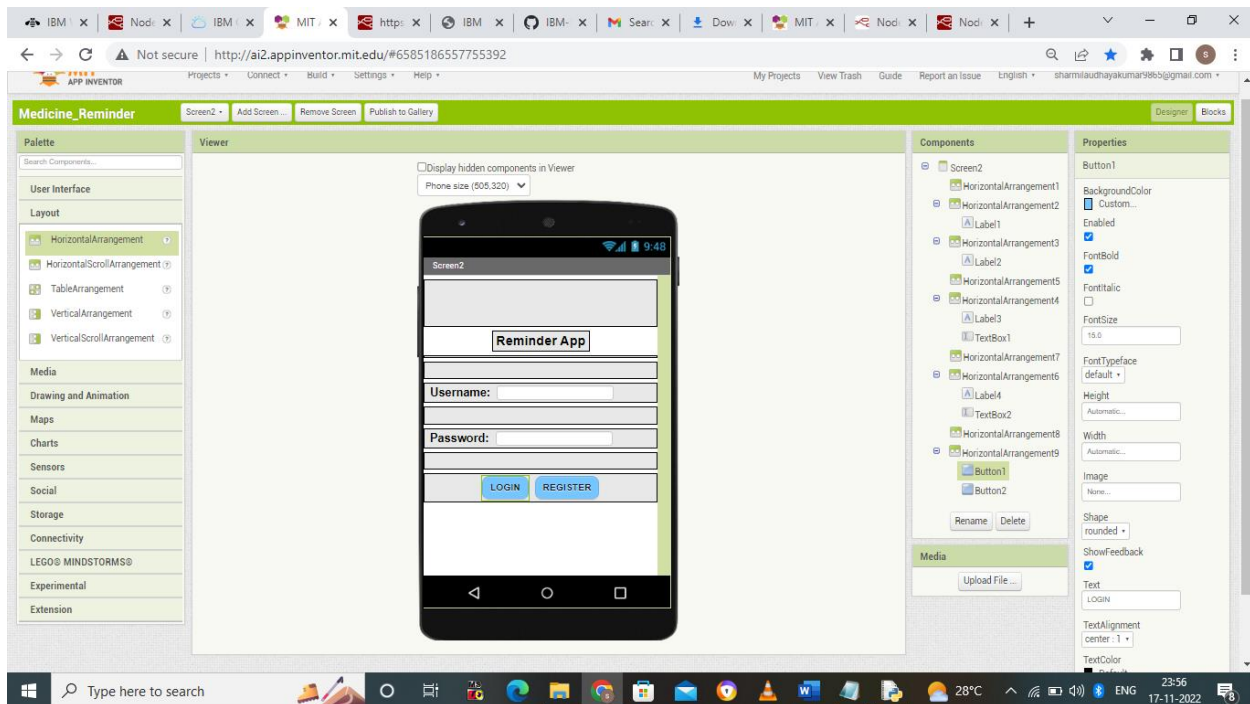 IBM
Node
IBM
MIT
https
IBM
IBM-
Searc
Dow
MIT
Node
Node
Not secure | http://ai2.appinventor.mit.edu/#6585186557755392
S
APP INVENTOR
Projects Connect Build Settings Help My Projects View Trash Guide Report an Issue English sharmilaudhayakumar9865@gmail.com
Medicine_Reminder Screen2 Add Screen ... Remove Screen Publish to Gallery Designer Blocks
Palette
Search Components...
User Interface
Layout
HorizontalArrangement
HorizontalScrollArrangement
TableArrangement
VerticalArrangement
VerticalScrollArrangement
Media
Drawing and Animation
Maps
Charts
Sensors
Social
Storage
Connectivity
LEGO® MINDSTORMS®
Experimental
Extension
Viewer
Display hidden components in Viewer
Phone size (505,320)
9:48
Screen2
Reminder App
Username:
Password:
LOGIN REGISTER
Components
Screen2
HorizontalArrangement1
HorizontalArrangement2
Label1
HorizontalArrangement3
Label2
HorizontalArrangement5
HorizontalArrangement4
Label3
TextBox1
HorizontalArrangement7
HorizontalArrangement6
Label4
TextBox2
HorizontalArrangement8
HorizontalArrangement9
Button1
Button2
Rename Delete
Media
Upload File ...
Properties
Button1
BackgroundColor
Custom...
Enabled
FontBold
FontItalic
FontSize
15.0
FontTypeface
default
Height
Automatic...
Width
Automatic...
Image
None...
Shape
rounded
ShowFeedback
Text
LOGIN
TextAlignment
center : 1
TextColor
Type here to search
28°C
ENG
23:56
17-11-2022
8